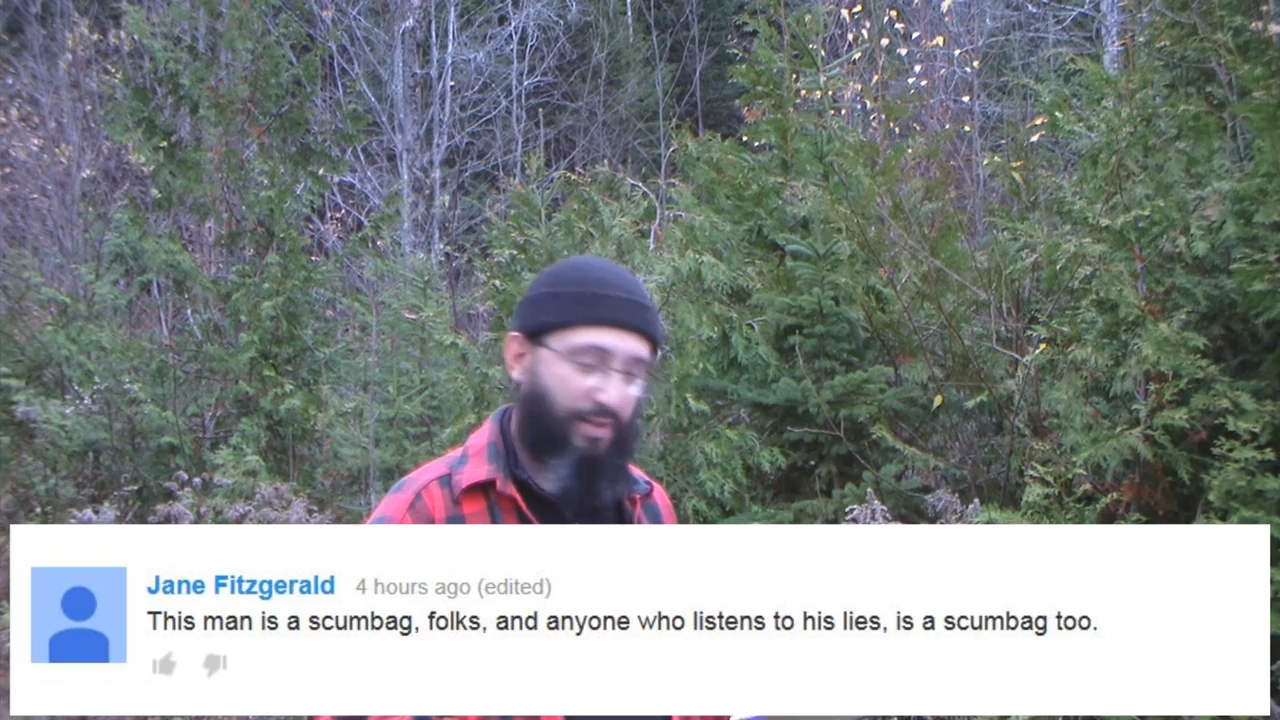 Jane Fitzgerald 4 hours ago (edited)
This man is a scumbag, folks, and anyone who listens to his lies, is a scumbag too.